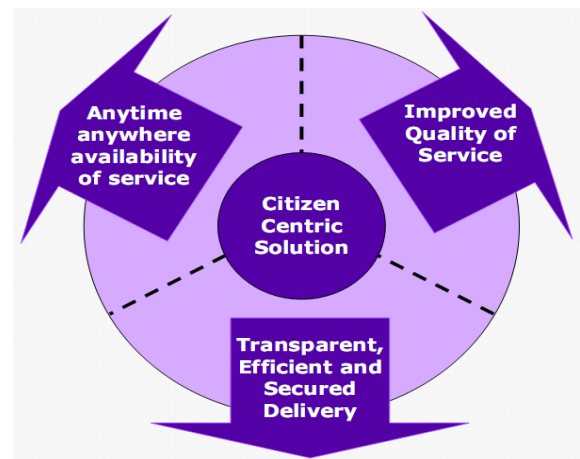 Anytime
anywhere
availability
of service
Improved
Quality of
Service
Citizen
Centric
Solution
Transparent,
Efficient and
Secured
Delivery